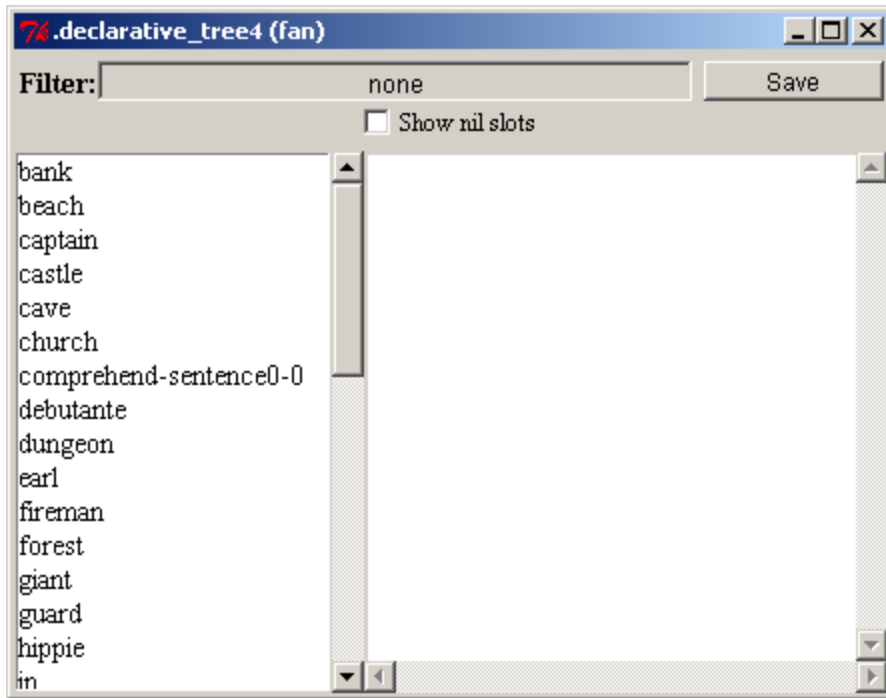 .declarative_tree4 (fan)
Filter: none Save
Show nil slots
bank
beach
captain
castle
cave
church
comprehend-sentence0-0
debutante
dungeon
earl
fireman
forest
giant
guard
hippie
in